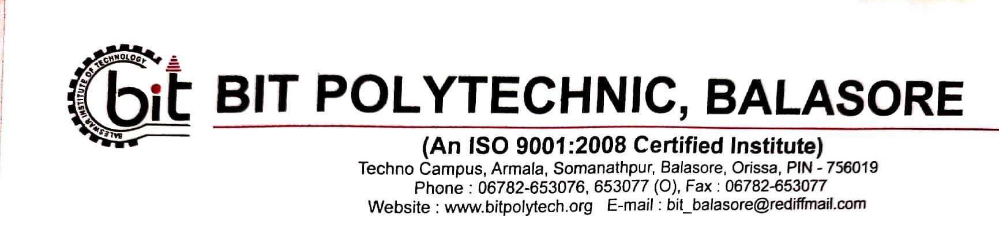 BALESWAR INSTITUTE OF TECHNOLOGY
bit
BIT POLYTECHNIC, BALASORE
(An ISO 9001:2008 Certified Institute)
Techno Campus, Armala, Somanathpur, Balasore, Orissa, PIN - 756019
Phone : 06782-653076, 653077 (O), Fax : 06782-653077
Website : www.bitpolytech.org E-mail : bit_balasore@rediffmail.com